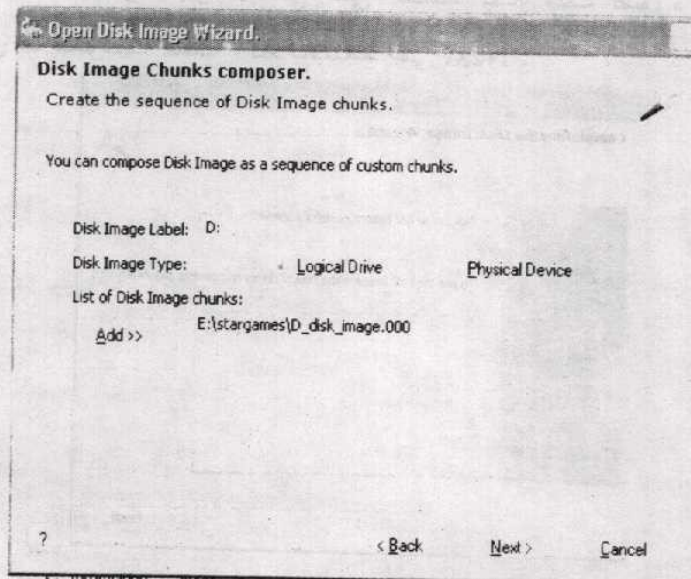 Open Disk Image Wizard.
Disk Image Chunks composer.
Create the sequence of Disk Image chunks.
You can compose Disk Image as a sequence of custom chunks.
Disk Image Label: D:
Disk Image Type: Logical Drive Physical Device
List of Disk Image chunks:
Add >> E:\stargames\D_disk_image.000
? < Back Next > Cancel